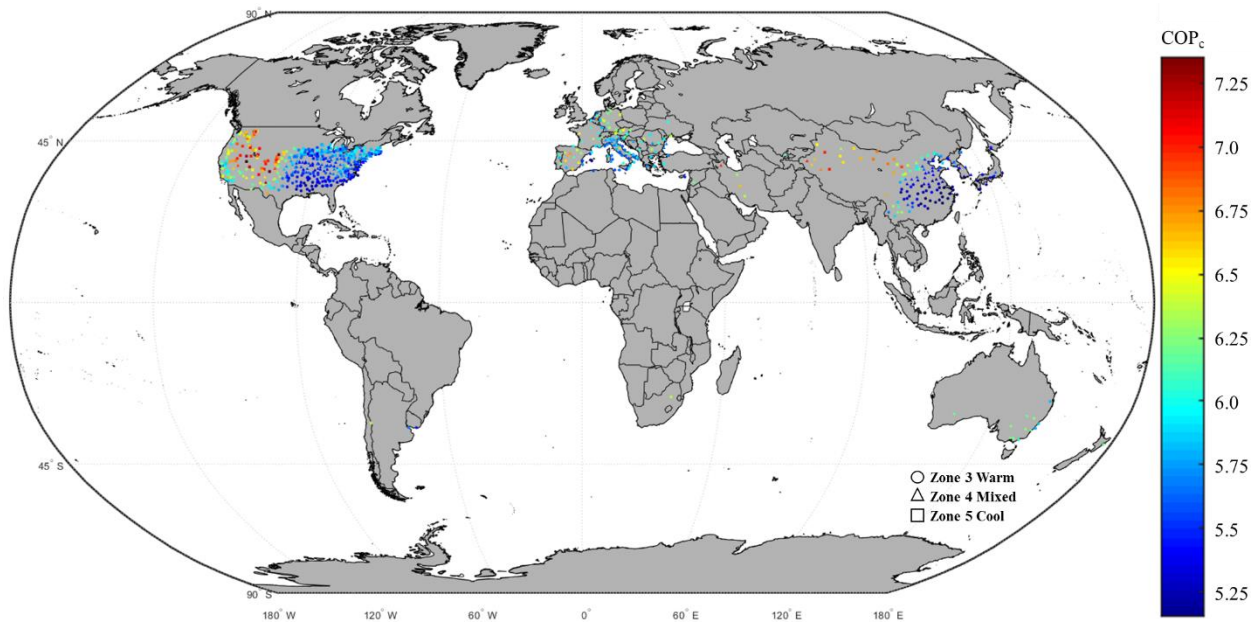 90° N
COP_c
7.25
7.0
45° N
6.75
6.5
6.25
6.0
5.75
45° S
Zone 3 Warm
Zone 4 Mixed
5.5
Zone 5 Cool
5.25
90° S
180° W
120° W
60° W
0°
60° E
120° E
180° E